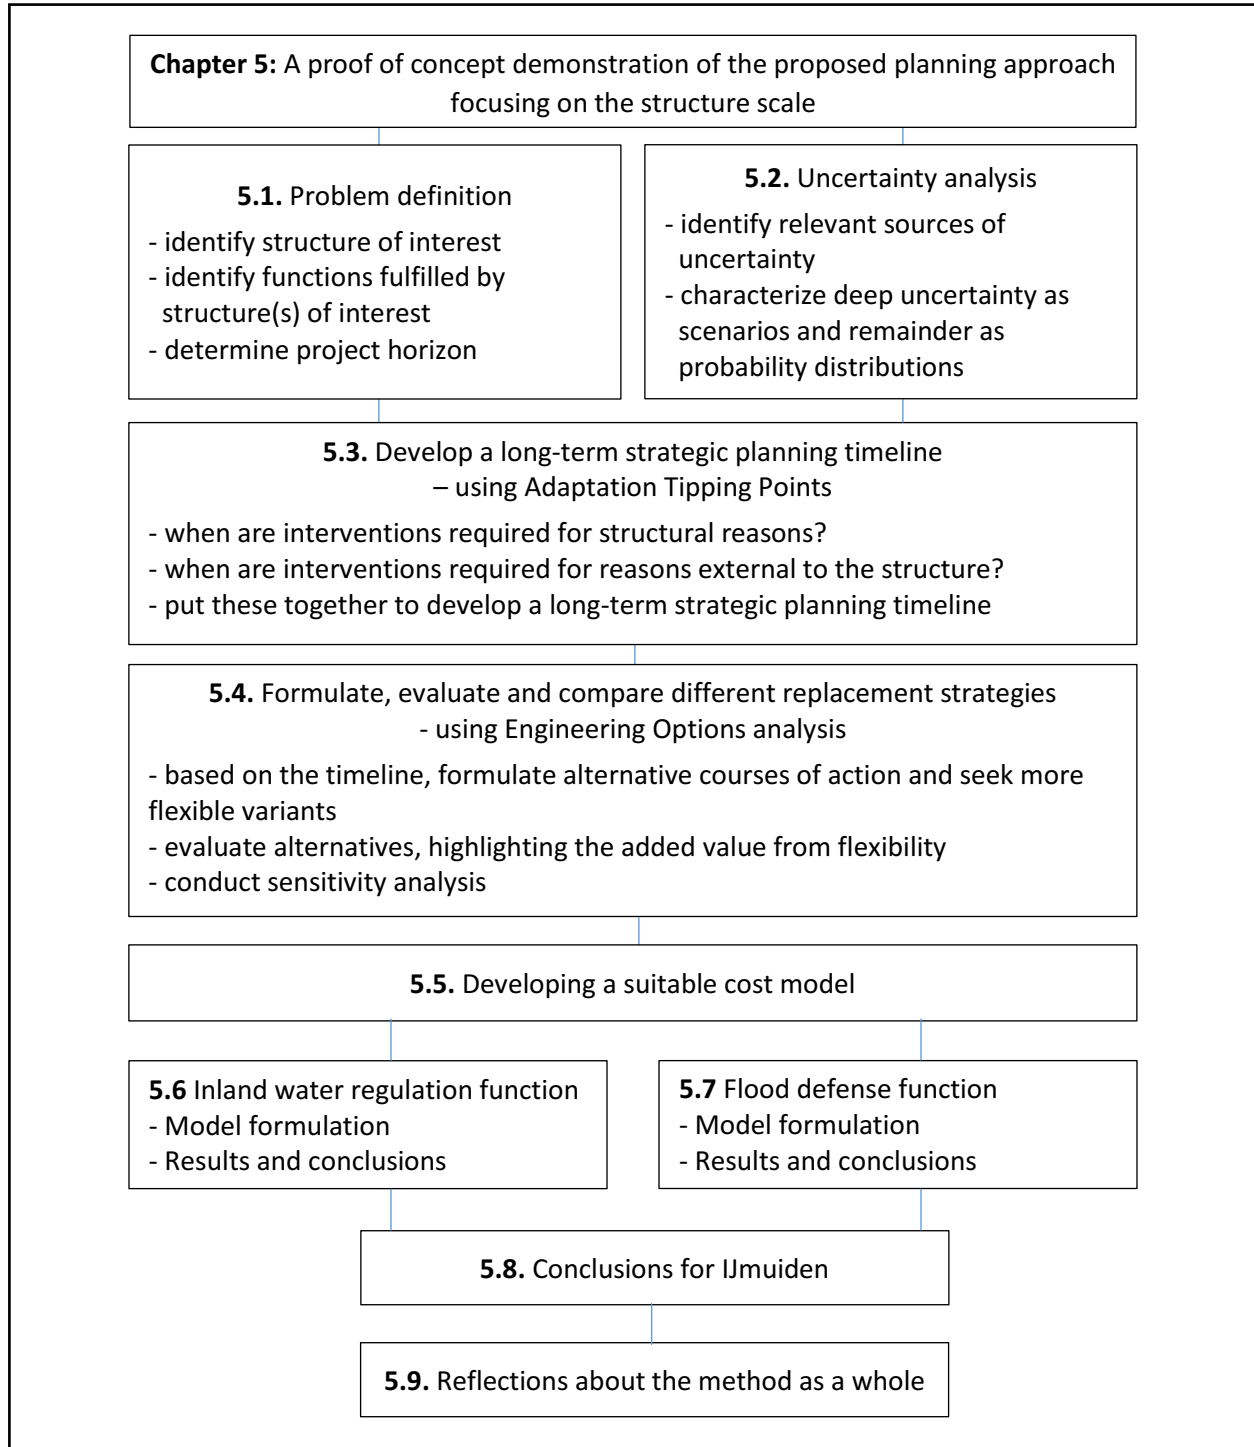 Chapter 5: A proof of concept demonstration of the proposed planning approach
focusing on the structure scale
5.1. Problem definition
- identify structure of interest
- identify functions fulfilled by
structure(s) of interest
- determine project horizon
5.2. Uncertainty analysis
- identify relevant sources of
uncertainty
- characterize deep uncertainty as
scenarios and remainder as
probability distributions
5.3. Develop a long-term strategic planning timeline
– using Adaptation Tipping Points
- when are interventions required for structural reasons?
- when are interventions required for reasons external to the structure?
- put these together to develop a long-term strategic planning timeline
5.4. Formulate, evaluate and compare different replacement strategies
- using Engineering Options analysis
- based on the timeline, formulate alternative courses of action and seek more
flexible variants
- evaluate alternatives, highlighting the added value from flexibility
- conduct sensitivity analysis
5.5. Developing a suitable cost model
5.6 Inland water regulation function
- Model formulation
- Results and conclusions
5.7 Flood defense function
- Model formulation
- Results and conclusions
5.8. Conclusions for IJmuiden
5.9. Reflections about the method as a whole